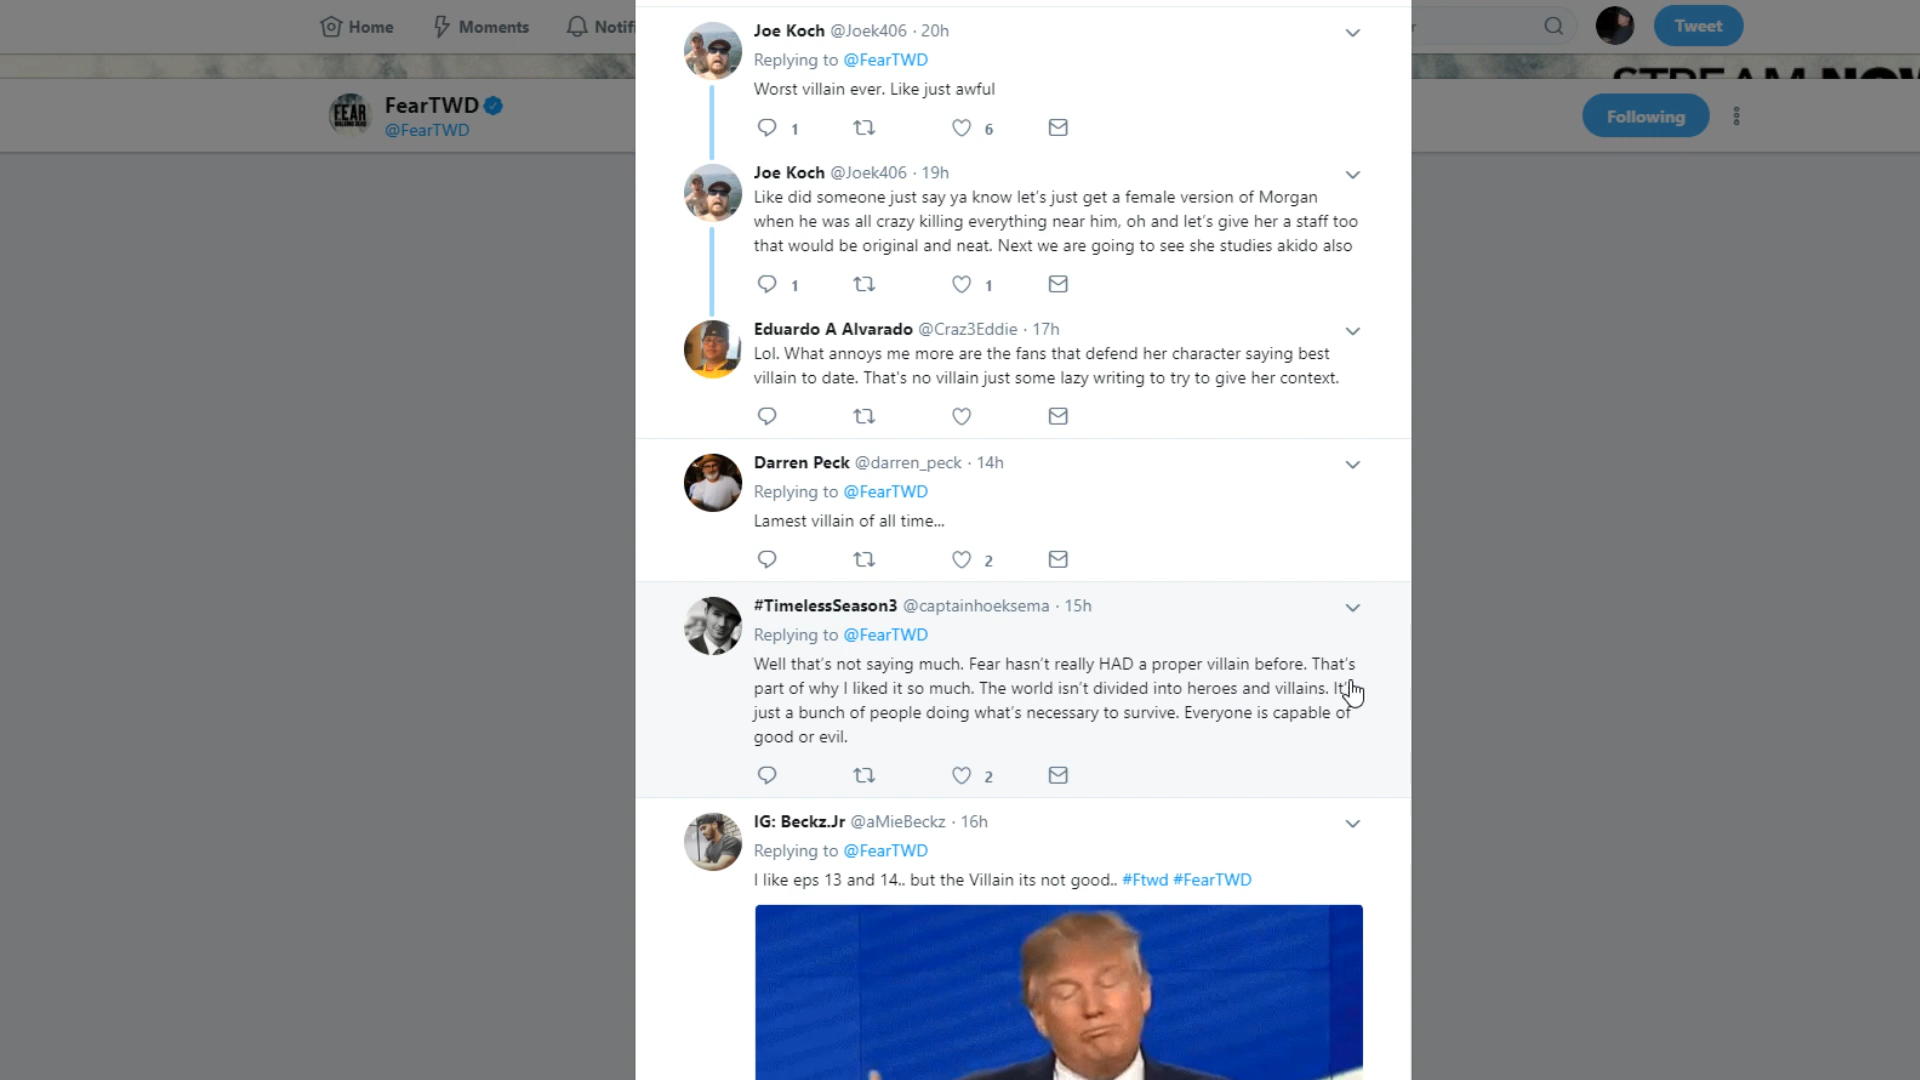 Home
Moments
Notifi
r
Tweet
STREAM NOW
FEAR
FearTWD
@FearTWD
Following
Joe Koch @Joek406 · 20h
Replying to @FearTWD
Worst villain ever. Like just awful
1 6
Joe Koch @Joek406 · 19h
Like did someone just say ya know let's just get a female version of Morgan
when he was all crazy killing everything near him, oh and let's give her a staff too
that would be original and neat. Next we are going to see she studies akido also
1 1
Eduardo A Alvarado @Craz3Eddie · 17h
Lol. What annoys me more are the fans that defend her character saying best
villain to date. That's no villain just some lazy writing to try to give her context.
Darren Peck @darren_peck · 14h
Replying to @FearTWD
Lamest villain of all time...
2
#TimelessSeason3 @captainhoeksema · 15h
Replying to @FearTWD
Well that's not saying much. Fear hasn't really HAD a proper villain before. That's
part of why I liked it so much. The world isn't divided into heroes and villains. It'
just a bunch of people doing what's necessary to survive. Everyone is capable of
good or evil.
2
IG: Beckz.Jr @aMieBeckz · 16h
Replying to @FearTWD
I like eps 13 and 14.. but the Villain its not good.. #Ftwd #FearTWD